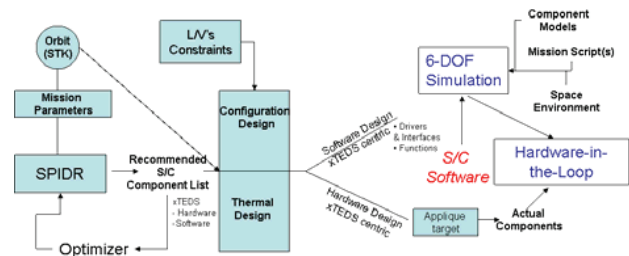 Orbit
(STK)
Mission
Parameters
SPIDR
Optimizer
Recommended
S/C
Component List
xTEDS
- Hardware
- Software
L/V's
Constraints
Configuration
Design
Thermal
Design
Software Design
xTEDS centric
• Drivers
& Interfaces
• Functions
Hardware Design
xTEDS centric
Applique
target
Actual
Components
S/C
Software
6-DOF
Simulation
Component
Models
Mission Script(s)
Space
Environment
Hardware-in-
the-Loop